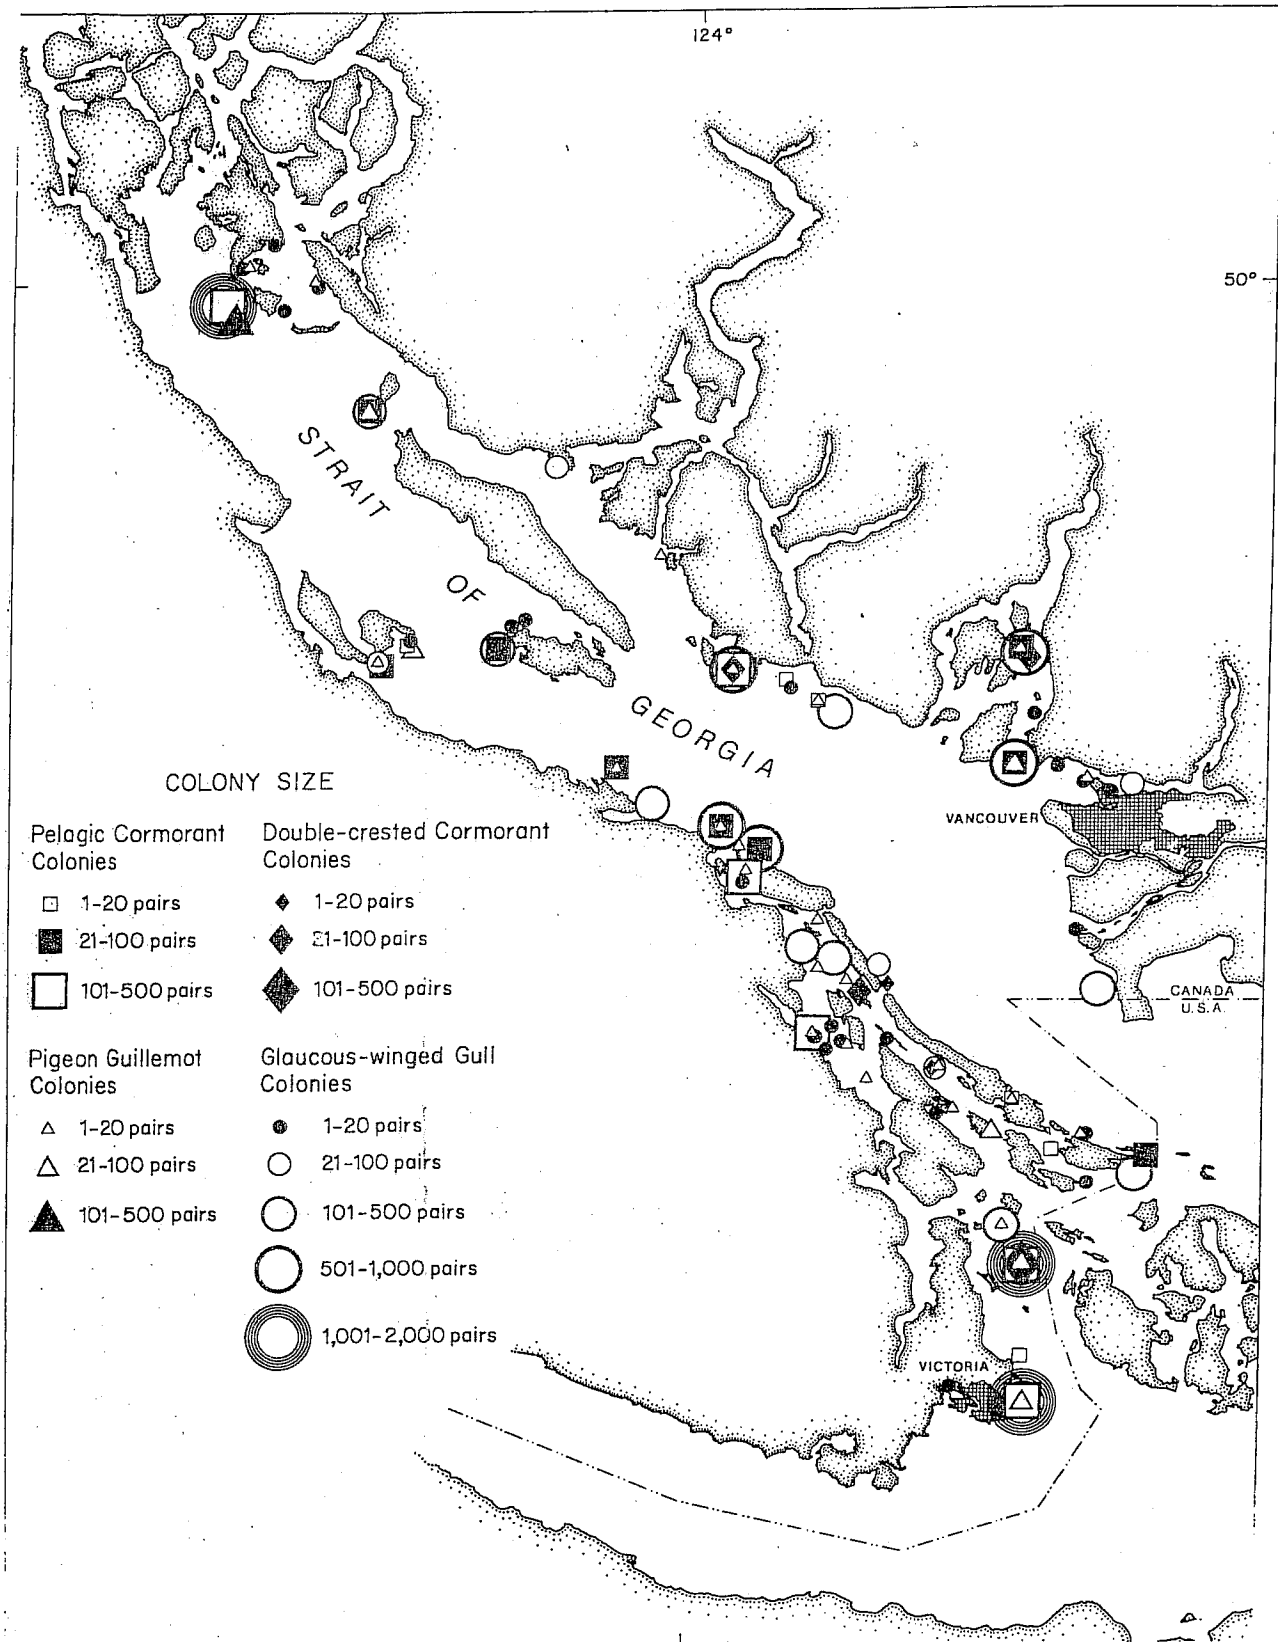 124°
50°
STRAIT
OF
GEORGIA
COLONY SIZE
Pelagic Cormorant
Colonies
1-20 pairs
21-100 pairs
101-500 pairs
Double-crested Cormorant
Colonies
1-20 pairs
21-100 pairs
101-500 pairs
Pigeon Guillemot
Colonies
1-20 pairs
21-100 pairs
101-500 pairs
Glaucous-winged Gull
Colonies
1-20 pairs
21-100 pairs
101-500 pairs
501-1,000 pairs
1,001-2,000 pairs
VANCOUVER
CANADA
U.S.A.
VICTORIA